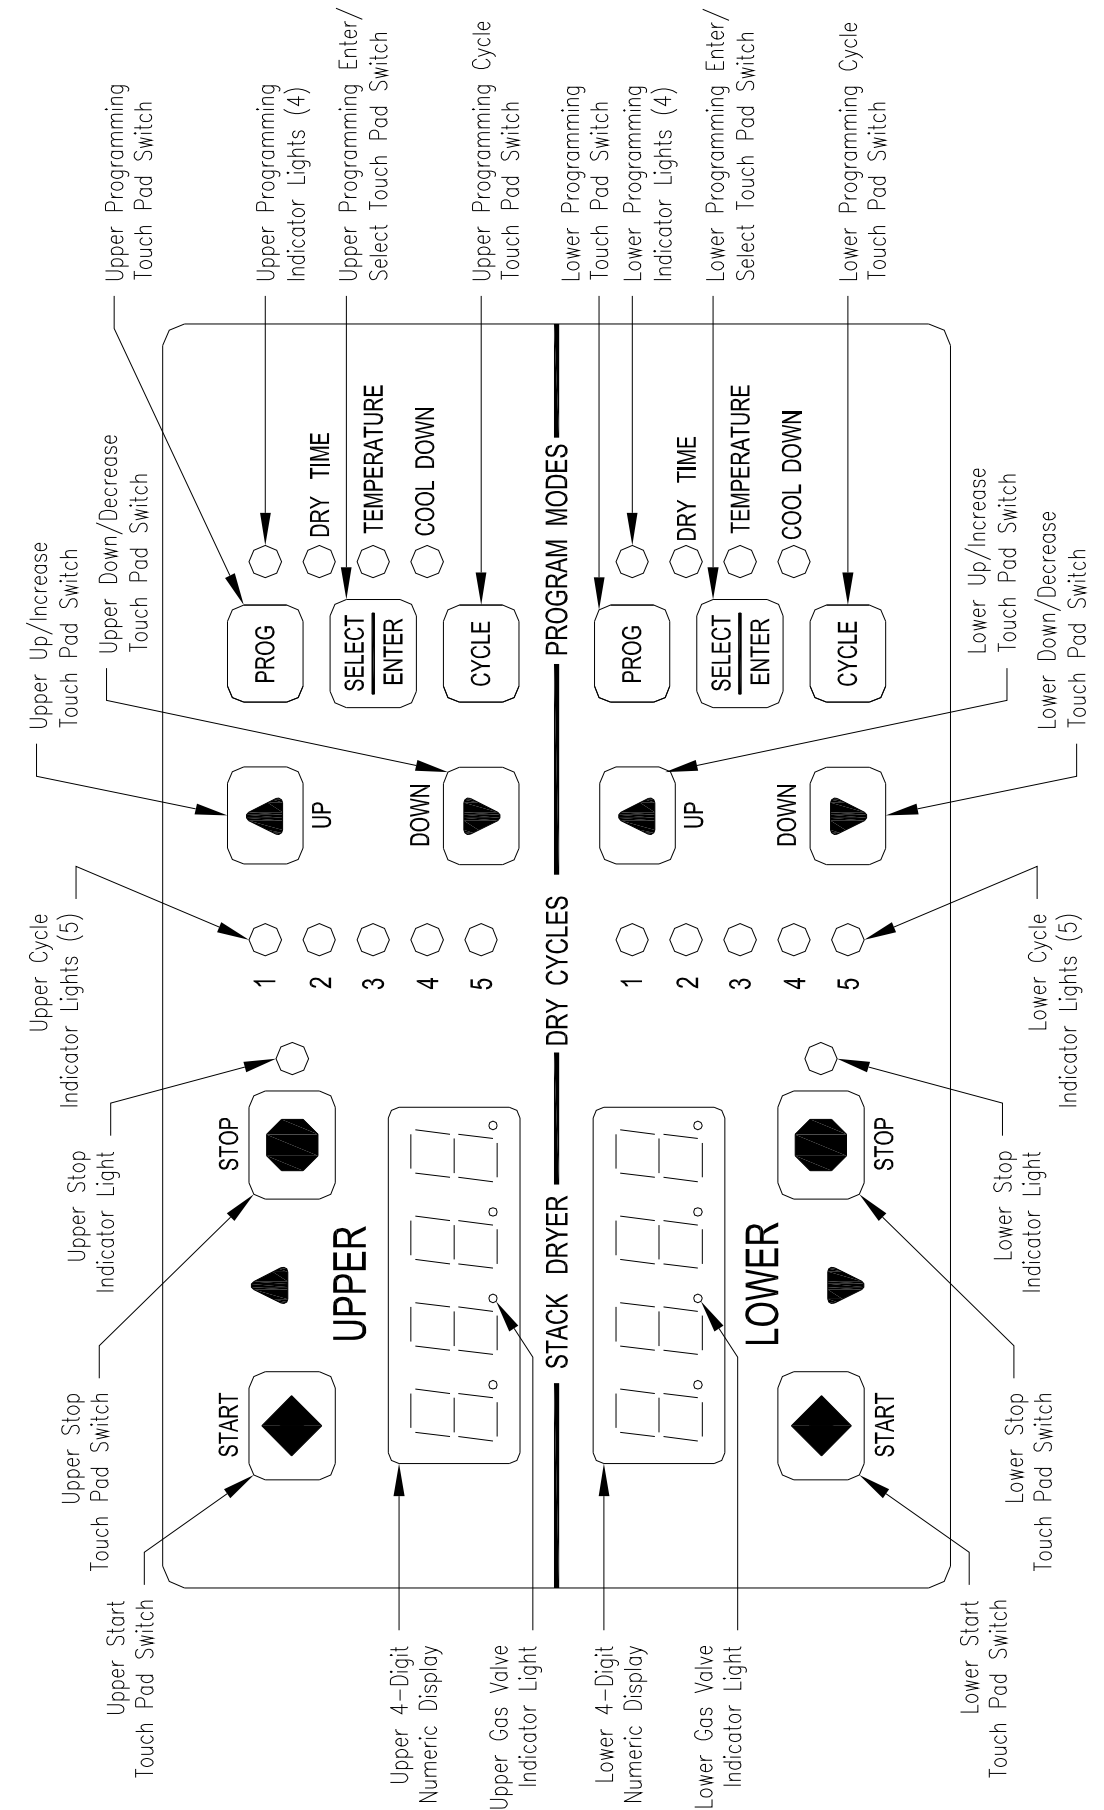 Upper Start
Touch Pad Switch
Upper Stop
Touch Pad Switch
Upper Stop
Indicator Light
Upper Cycle
Indicator Lights (5)
Upper Up/Increase
Touch Pad Switch
Upper Down/Decrease
Touch Pad Switch
Upper Programming
Touch Pad Switch
Upper Programming
Indicator Lights (4)
Upper Programming Enter/
Select Touch Pad Switch
Upper Programming Cycle
Touch Pad Switch
Lower Programming
Touch Pad Switch
Lower Programming
Indicator Lights (4)
Lower Programming Enter/
Select Touch Pad Switch
Lower Programming Cycle
Touch Pad Switch
START
STOP
UPPER
1
2
3
4
5
UP
DOWN
PROG
SELECT
ENTER
CYCLE
DRY TIME
TEMPERATURE
COOL DOWN
STACK DRYER
DRY CYCLES
PROGRAM MODES
LOWER
START
STOP
1
2
3
4
5
UP
DOWN
PROG
SELECT
ENTER
CYCLE
DRY TIME
TEMPERATURE
COOL DOWN
Upper 4-Digit
Numeric Display
Upper Gas Valve
Indicator Light
Lower 4-Digit
Numeric Display
Lower Gas Valve
Indicator Light
Lower Start
Touch Pad Switch
Lower Stop
Touch Pad Switch
Lower Stop
Indicator Light
Lower Cycle
Indicator Lights (5)
Lower Up/Increase
Touch Pad Switch
Lower Down/Decrease
Touch Pad Switch